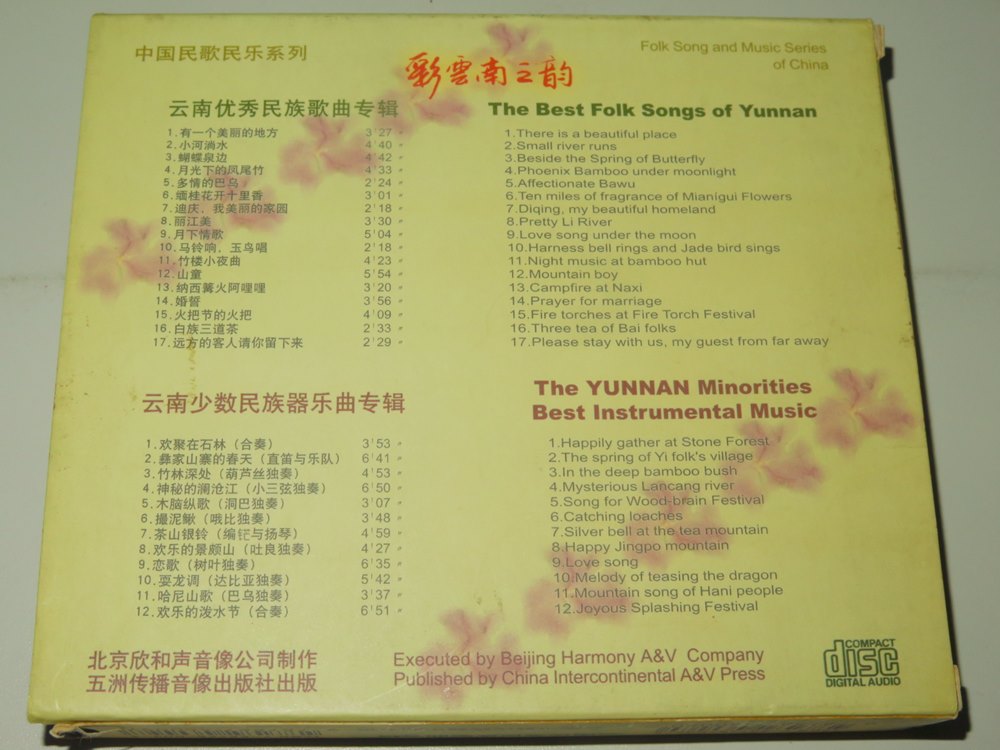 中国民歌民乐系列
Folk Song and Music Series
of China
彩雲南之韵
云南优秀民族歌曲专辑
1.有一个美丽的地方 3'27〃
2.小河淌水 4'40〃
3.蝴蝶泉边 4'42〃
4.月光下的凤尾竹 4'33〃
5.多情的巴乌 2'24〃
6.缅桂花开十里香 3'01〃
7.迪庆，我美丽的家园 2'18〃
8.丽江美 3'30〃
9.月下情歌 5'04〃
10.马铃响，玉鸟唱 2'18〃
11.竹楼小夜曲 4'23〃
12.山童 5'54〃
13.纳西篝火阿哩哩 3'20〃
14.婚誓 3'56〃
15.火把节的火把 4'09〃
16.白族三道茶 2'33〃
17.远方的客人请你留下来 2'29〃
The Best Folk Songs of Yunnan
1.There is a beautiful place
2.Small river runs
3.Beside the Spring of Butterfly
4.Phoenix Bamboo under moonlight
5.Affectionate Bawu
6.Ten miles of fragrance of Mianigui Flowers
7.Diqing, my beautiful homeland
8.Pretty Li River
9.Love song under the moon
10.Harness bell rings and Jade bird sings
11.Night music at bamboo hut
12.Mountain boy
13.Campfire at Naxi
14.Prayer for marriage
15.Fire torches at Fire Torch Festival
16.Three tea of Bai folks
17.Please stay with us, my guest from far away
云南少数民族器乐曲专辑
1.欢聚在石林（合奏） 3'53〃
2.彝家山寨的春天（直笛与乐队） 6'41〃
3.竹林深处（葫芦丝独奏） 4'53〃
4.神秘的澜沧江（小三弦独奏） 6'50〃
5.木脑纵歌（洞巴独奏） 3'07〃
6.撮泥鳅（哦比独奏） 3'48〃
7.茶山银铃（编铓与扬琴） 4'59〃
8.欢乐的景颇山（吐良独奏） 4'27〃
9.恋歌（树叶独奏） 6'35〃
10.耍龙调（达比亚独奏） 5'42〃
11.哈尼山歌（巴乌独奏） 3'37〃
12.欢乐的泼水节（合奏） 6'51〃
The YUNNAN Minorities
Best Instrumental Music
1.Happily gather at Stone Forest
2.The spring of Yi folk's village
3.In the deep bamboo bush
4.Mysterious Lancang river
5.Song for Wood-brain Festival
6.Catching loaches
7.Silver bell at the tea mountain
8.Happy Jingpo mountain
9.Love song
10.Melody of teasing the dragon
11.Mountain song of Hani people
12.Joyous Splashing Festival
北京欣和声音像公司制作
五洲传播音像出版社出版
Executed by Beijing Harmony A&V Company
Published by China Intercontinental A&V Press
COMPACT
disc
DIGITAL AUDIO